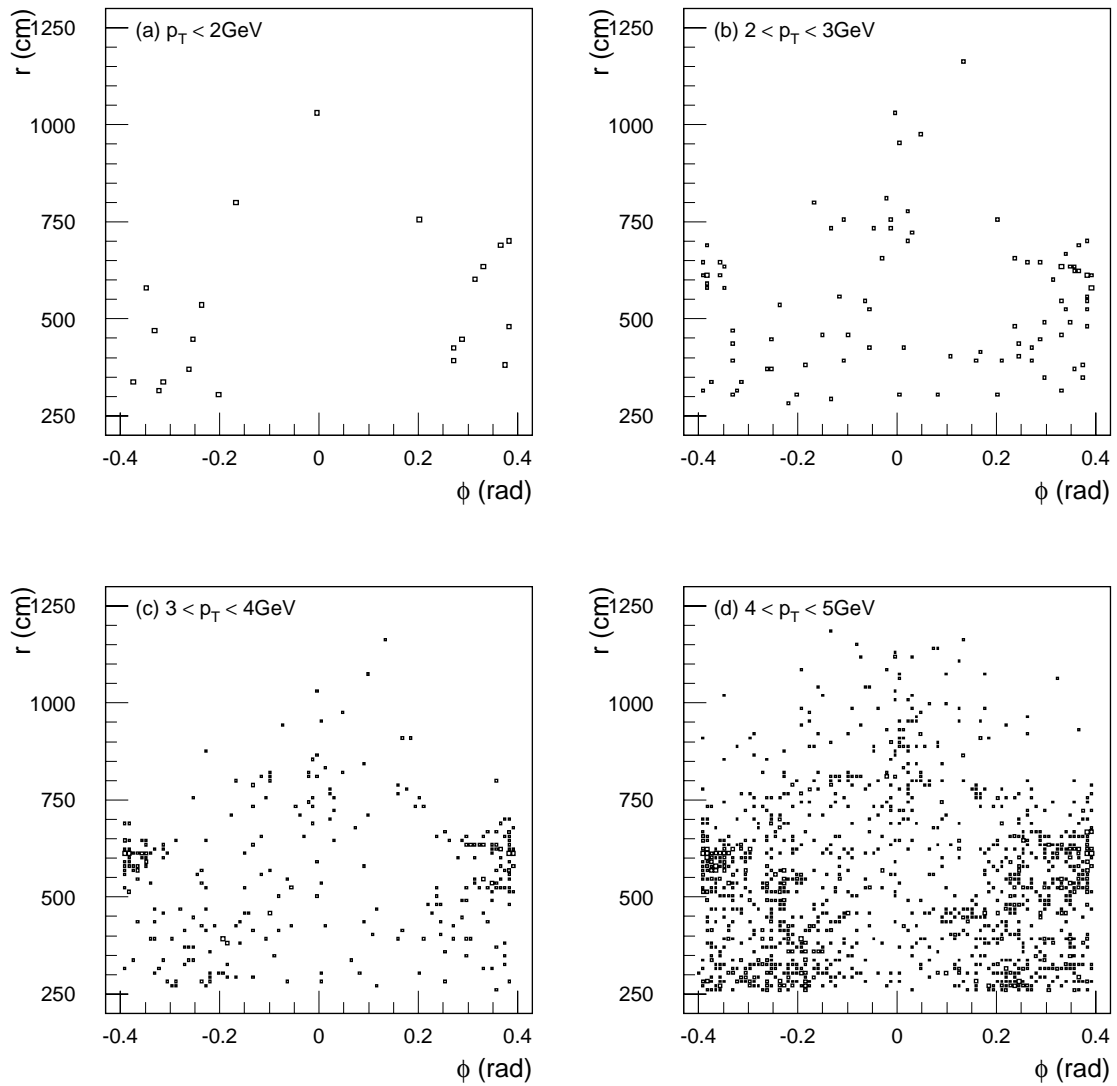 r (cm)
(a) p_T < 2GeV
1250
1000
750
500
250
-0.4 -0.2 0 0.2 0.4
ϕ (rad)
r (cm)
(b) 2 < p_T < 3GeV
1250
1000
750
500
250
-0.4 -0.2 0 0.2 0.4
ϕ (rad)
r (cm)
(c) 3 < p_T < 4GeV
1250
1000
750
500
250
-0.4 -0.2 0 0.2 0.4
ϕ (rad)
r (cm)
(d) 4 < p_T < 5GeV
1250
1000
750
500
250
-0.4 -0.2 0 0.2 0.4
ϕ (rad)